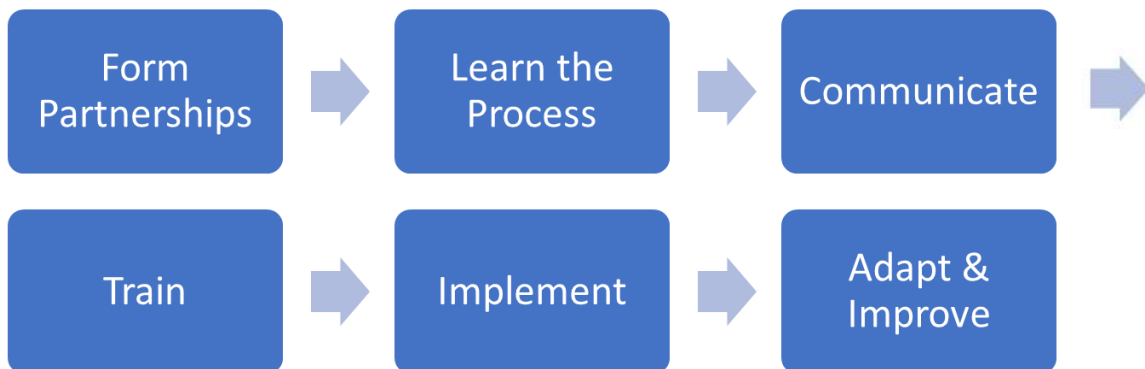 Form
Partnerships
Learn the
Process
Communicate
Train
Implement
Adapt &
Improve